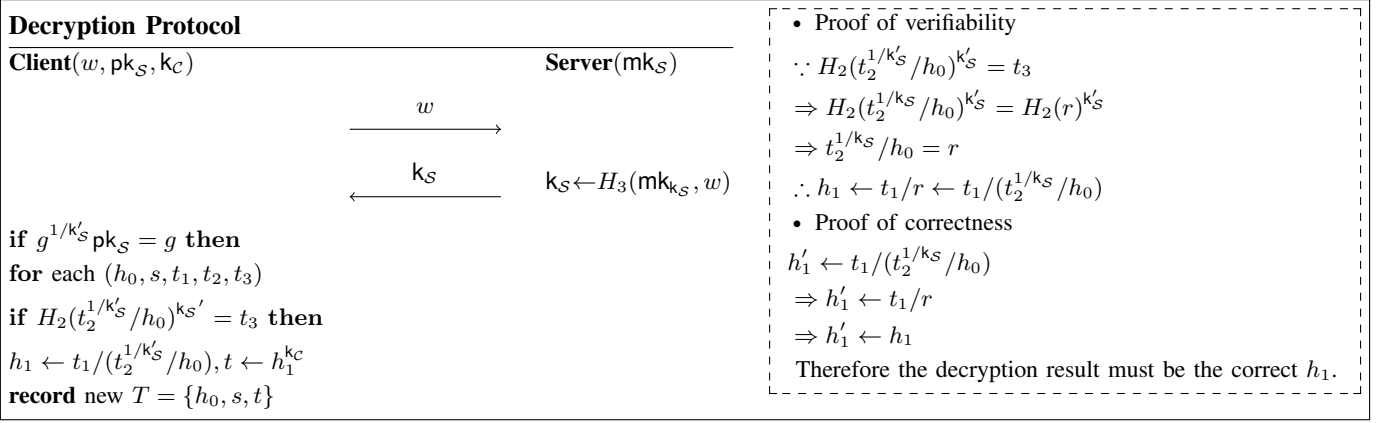 Decryption Protocol
Client(w, pk_𝒮, k_𝒞) Server(mk_𝒮)
w
k_𝒮 k_𝒮←H_3(mk_{k_𝒮}, w)
if g^{1/k'_𝒮} pk_𝒮 = g then
for each (h_0, s, t_1, t_2, t_3)
if H_2(t_2^{1/k'_𝒮}/h_0)^{k_𝒮'} = t_3 then
h_1 ← t_1/(t_2^{1/k'_𝒮}/h_0), t ← h_1^{k_𝒞}
record new T = {h_0, s, t}
• Proof of verifiability
∵ H_2(t_2^{1/k'_𝒮}/h_0)^{k'_𝒮} = t_3
⇒ H_2(t_2^{1/k_𝒮}/h_0)^{k'_𝒮} = H_2(r)^{k'_𝒮}
⇒ t_2^{1/k_𝒮}/h_0 = r
∴ h_1 ← t_1/r ← t_1/(t_2^{1/k_𝒮}/h_0)
• Proof of correctness
h'_1 ← t_1/(t_2^{1/k_𝒮}/h_0)
⇒ h'_1 ← t_1/r
⇒ h'_1 ← h_1
Therefore the decryption result must be the correct h_1.